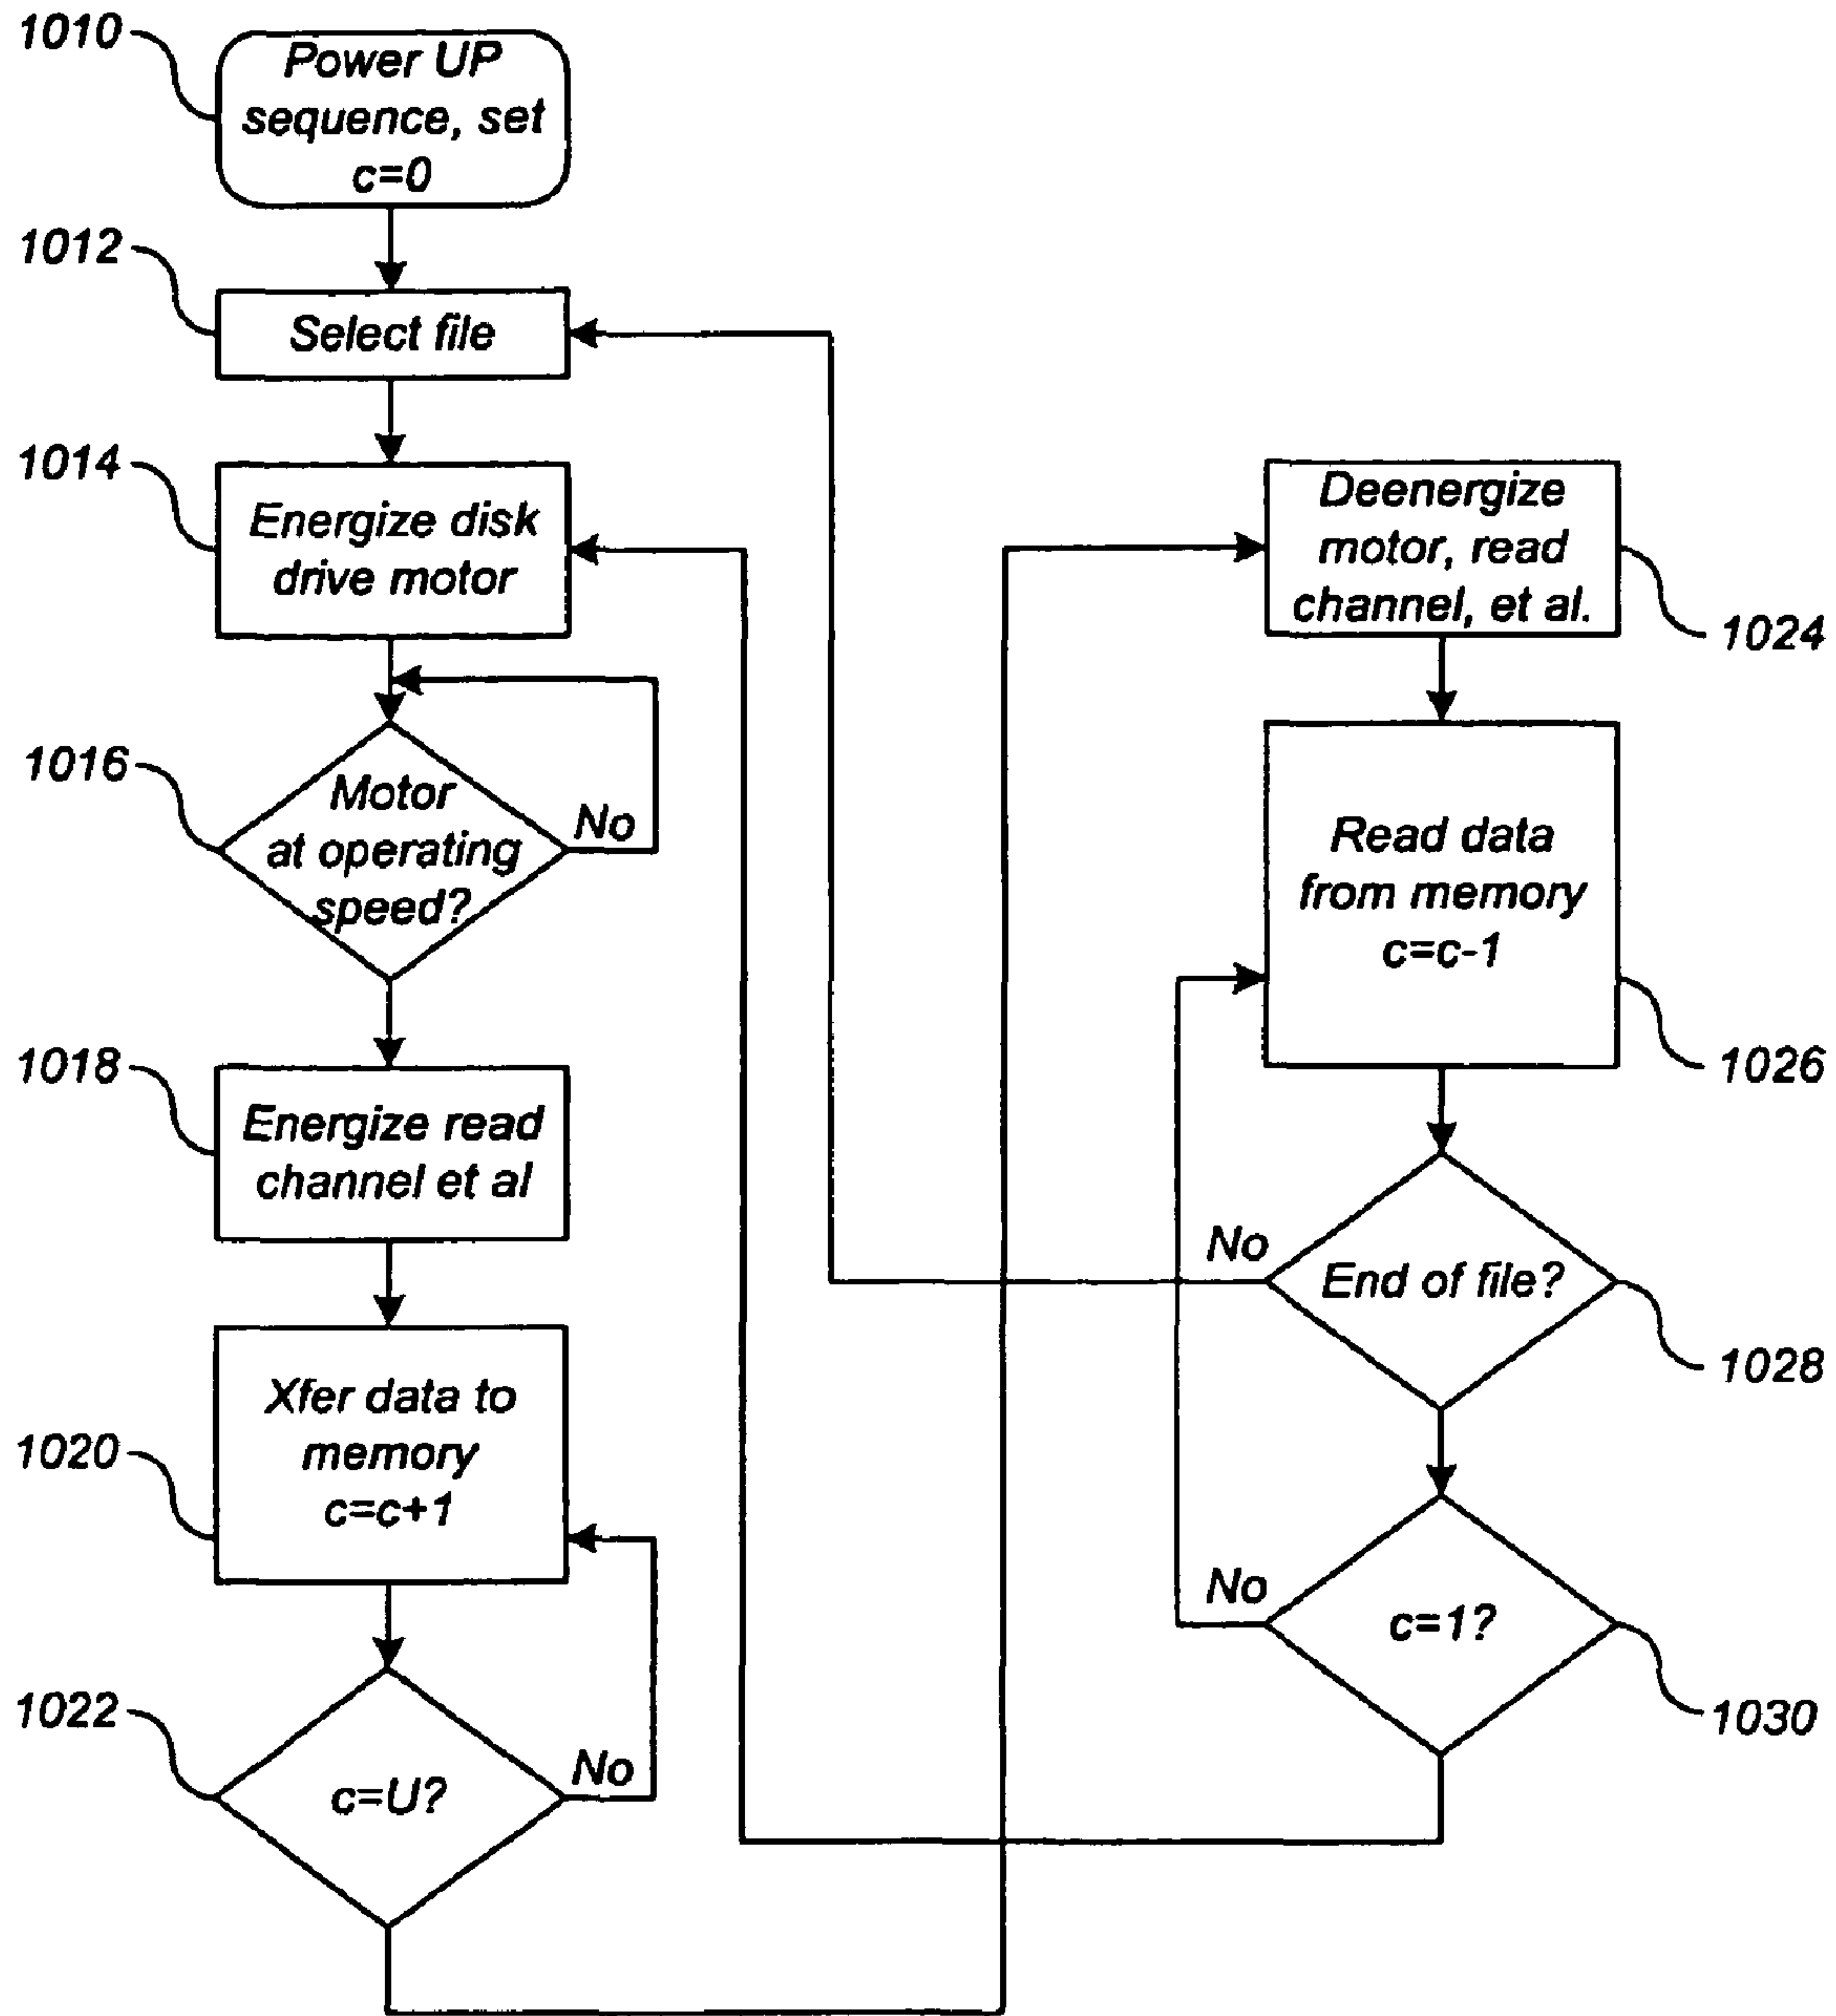 1010
Power UP
sequence, set
c=0
1012
Select file
1014
Energize disk
drive motor
1016
Motor
at operating
speed?
No
1018
Energize read
channel et al
1020
Xfer data to
memory
c=c+1
1022
c=U?
No
Deenergize
motor, read
channel, et al.
1024
Read data
from memory
c=c-1
1026
No
End of file?
1028
No
c=1?
1030